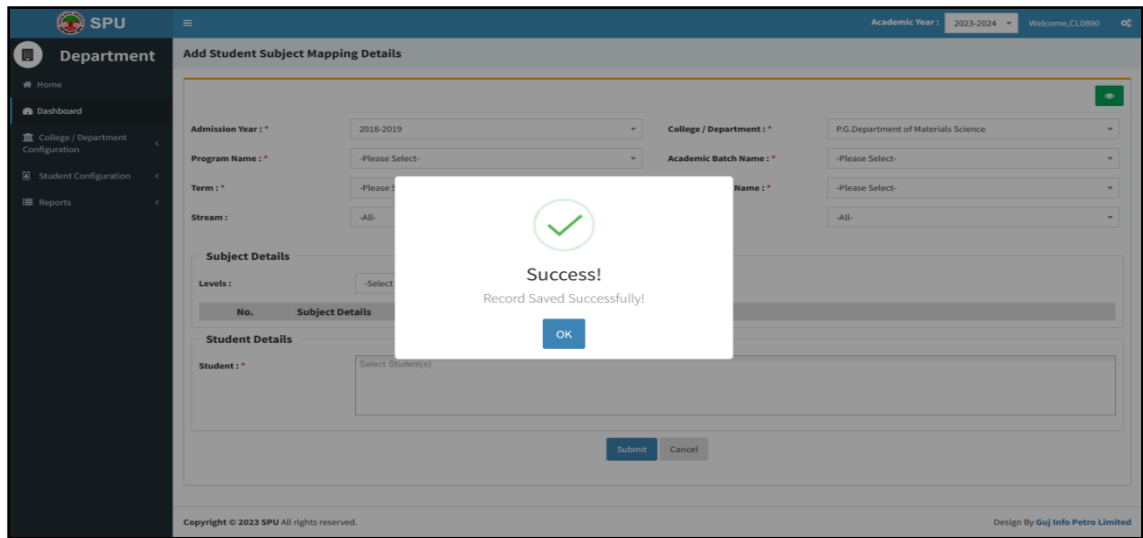 SPU
Academic Year : 2023-2024 Welcome,CL0890
Department
Add Student Subject Mapping Details
Home
Dashboard
College / Department Configuration
Student Configuration
Reports
Admission Year : * 2018-2019 College / Department : * P.G.Department of Materials Science
Program Name : * -Please Select- Academic Batch Name : * -Please Select-
Term : * -Please Name : * -Please Select-
Stream : -All- -All-
Success!
Record Saved Successfully!
OK
Subject Details
Levels : -Select
No. Subject Details
Student Details
Student : * Select Student(s)
Submit Cancel
Copyright © 2023 SPU All rights reserved. Design By Guj Info Petro Limited